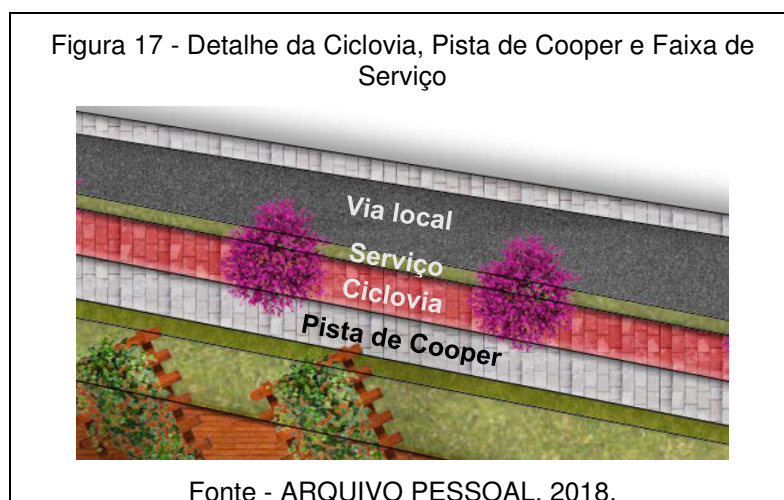 Figura 17 - Detalhe da Ciclovia, Pista de Cooper e Faixa de
Serviço
Via local
Serviço
Ciclovia
Pista de Cooper
Fonte - ARQUIVO PESSOAL, 2018.